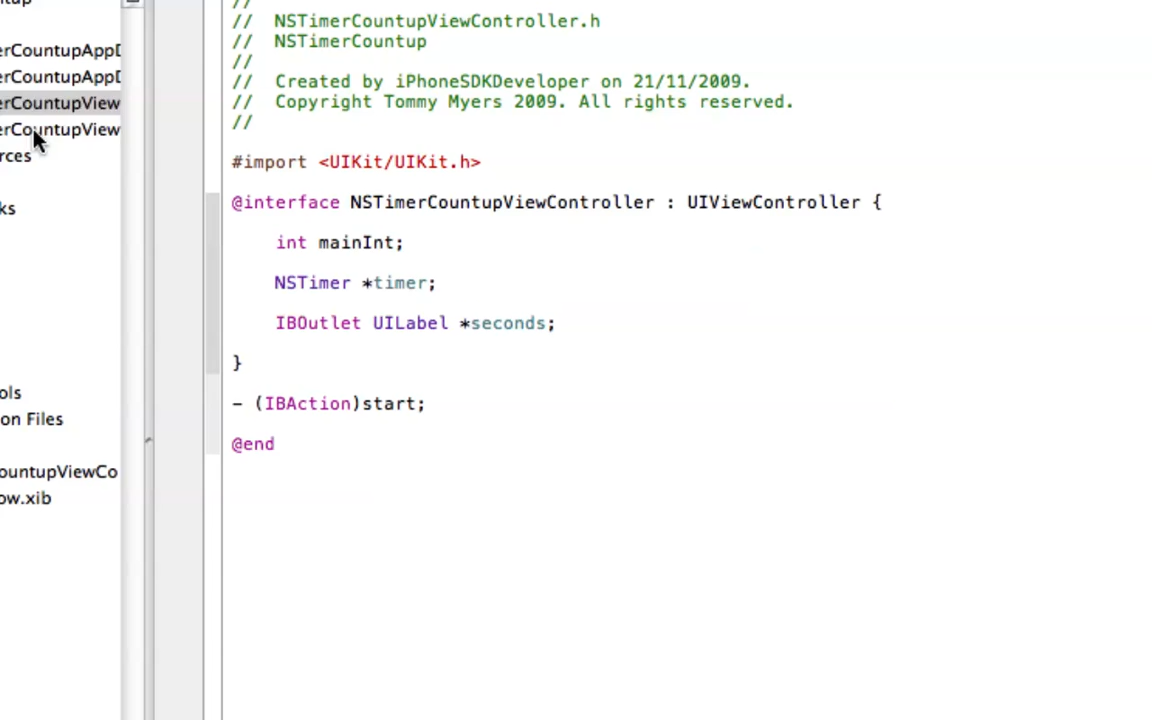 tup
erCountupAppD
erCountupAppD
erCountupView
erCountupView
rces
ks
ols
on Files
ountupViewCo
ow.xib
//
// NSTimerCountupViewController.h
// NSTimerCountup
//
// Created by iPhoneSDKDeveloper on 21/11/2009.
// Copyright Tommy Myers 2009. All rights reserved.
//
#import <UIKit/UIKit.h>
@interface NSTimerCountupViewController : UIViewController {
int mainInt;
NSTimer *timer;
IBOutlet UILabel *seconds;
}
- (IBAction)start;
@end